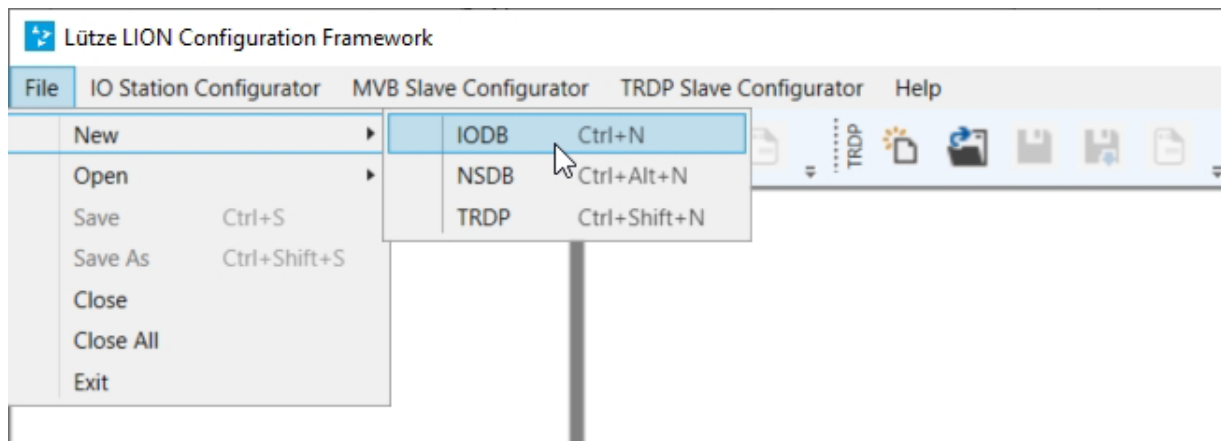 Lütze LION Configuration Framework
File IO Station Configurator MVB Slave Configurator TRDP Slave Configurator Help
New
IODB Ctrl+N
TRDP
Open
NSDB Ctrl+Alt+N
Save Ctrl+S
TRDP Ctrl+Shift+N
Save As Ctrl+Shift+S
Close
Close All
Exit